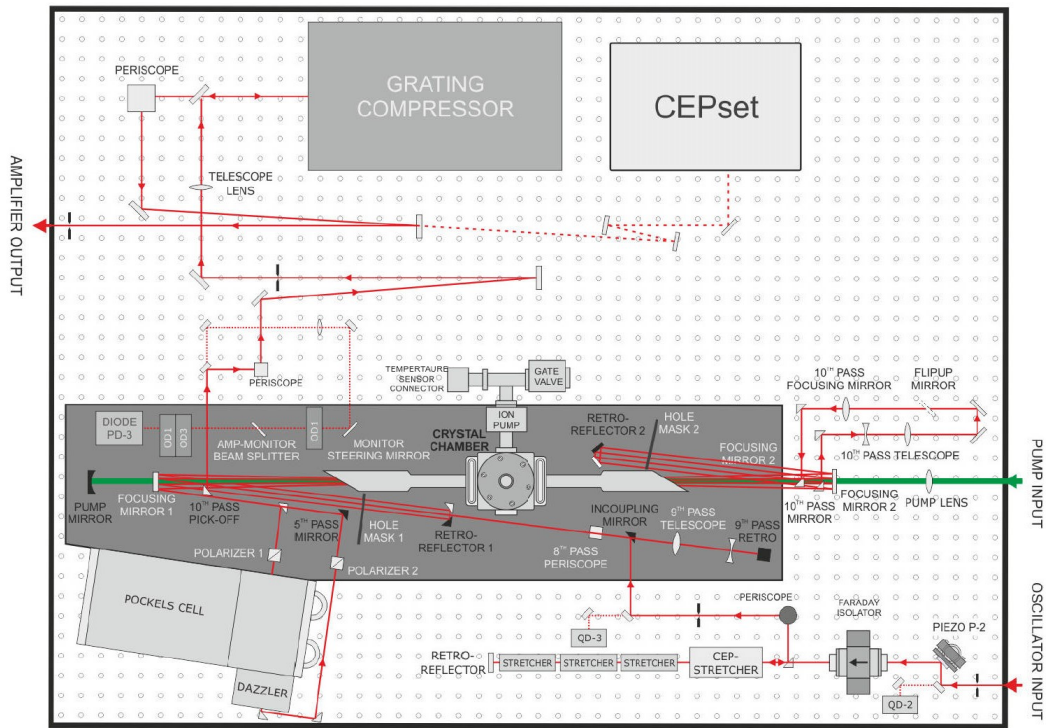 PERISCOPE
GRATING
COMPRESSOR
CEPset
TELESCOPE
LENS
AMPLIFIER OUTPUT
PERISCOPE
TEMPERTAURE
SENSOR
CONNECTOR
GATE
VALVE
ION
PUMP
10TH PASS
FOCUSING MIRROR
FLIPUP
MIRROR
DIODE
PD-3
OD1
OD3
OD1
AMP-MONITOR
BEAM SPLITTER
MONITOR
STEERING MIRROR
CRYSTAL
CHAMBER
RETRO-
REFLECTOR 2
HOLE
MASK 2
FOCUSING
MIRROR 2
10TH PASS TELESCOPE
PUMP INPUT
PUMP
MIRROR
FOCUSING
MIRROR 1
10TH PASS
PICK-OFF
5TH PASS
MIRROR
HOLE
MASK 1
RETRO-
REFLECTOR 1
INCOUPLING MIRROR
8TH PASS
PERISCOPE
9TH PASS
TELESCOPE
9TH PASS
RETRO
10TH PASS
MIRROR
FOCUSING
MIRROR 2
PUMP LENS
POLARIZER 1
POLARIZER 2
POCKELS CELL
DAZZLER
PERISCOPE
FARADAY
ISOLATOR
PIEZO P-2
OSCILLATOR INPUT
QD-3
RETRO-
REFLECTOR
STRETCHER
STRETCHER
STRETCHER
CEP-
STRETCHER
QD-2